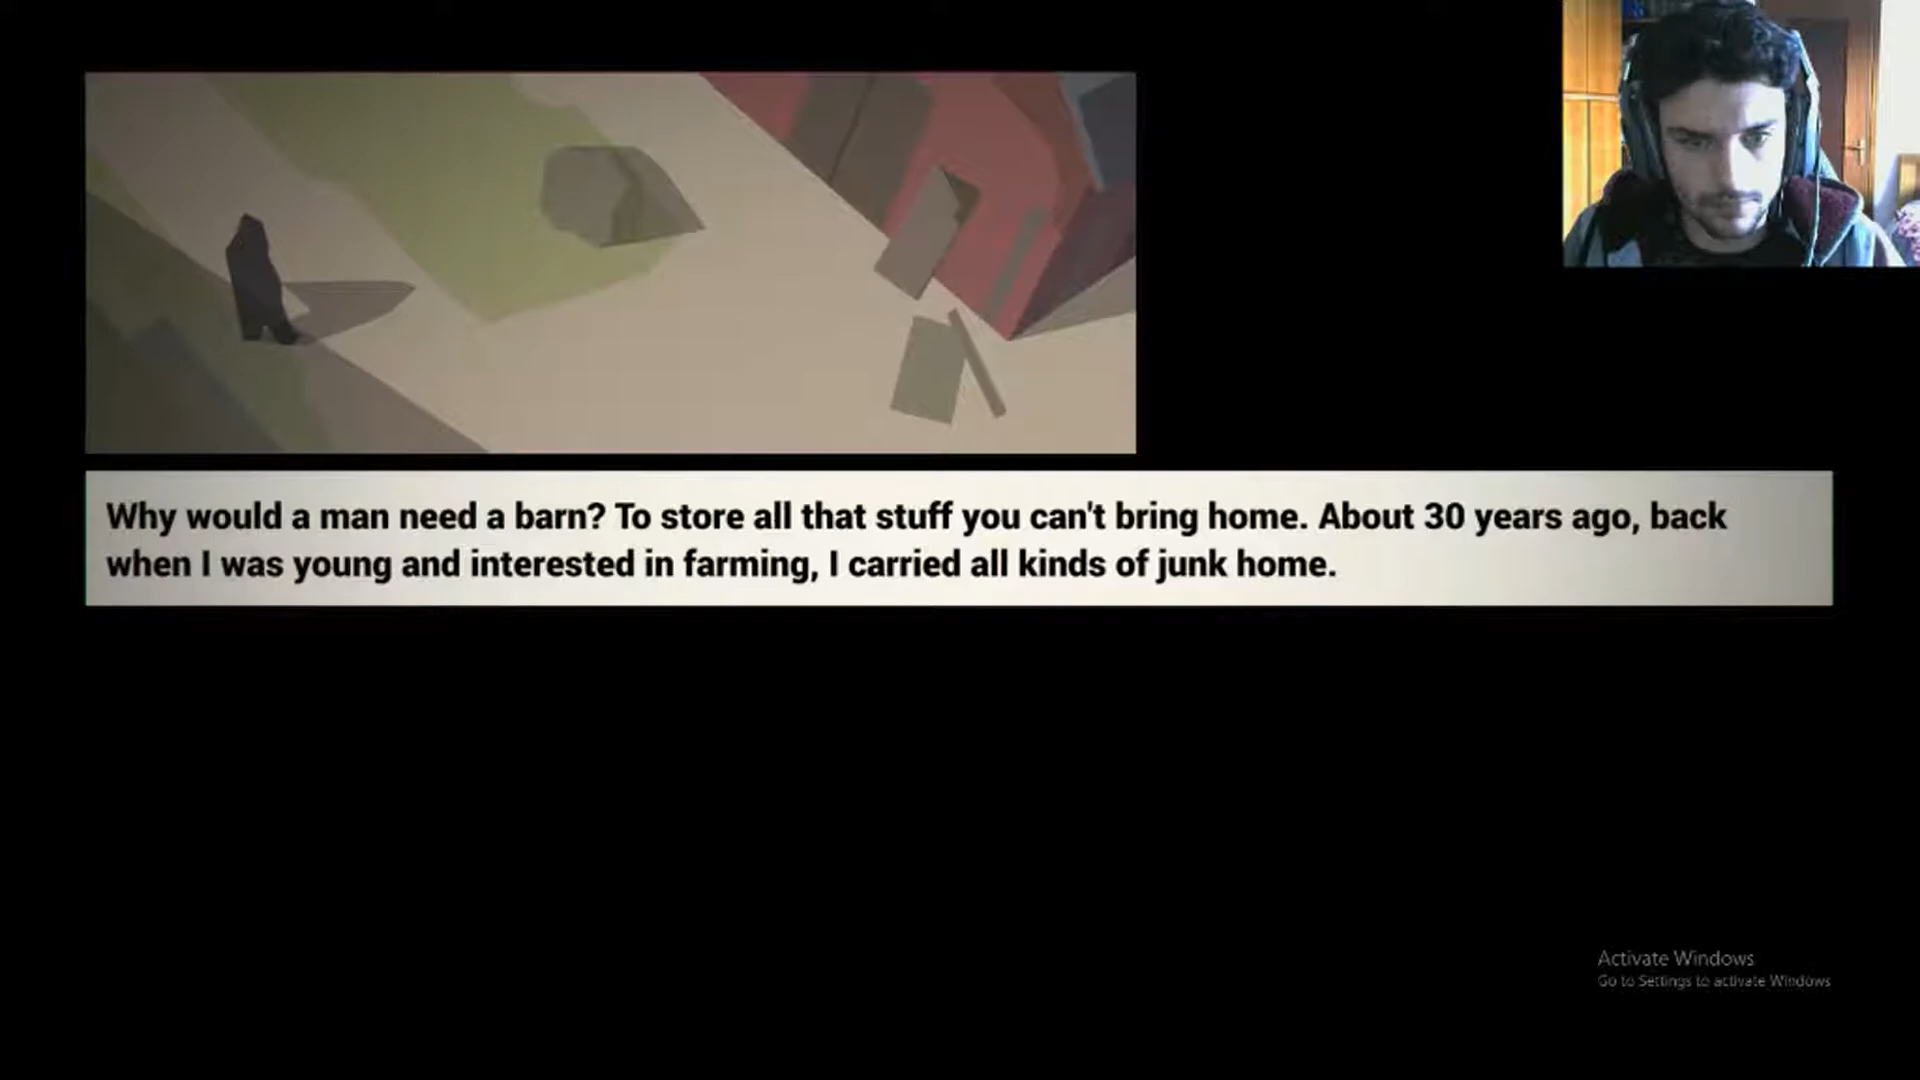 Why would a man need a barn? To store all that stuff you can't bring home. About 30 years ago, back
when I was young and interested in farming, I carried all kinds of junk home.
Activate Windows
Go to Settings to activate Windows